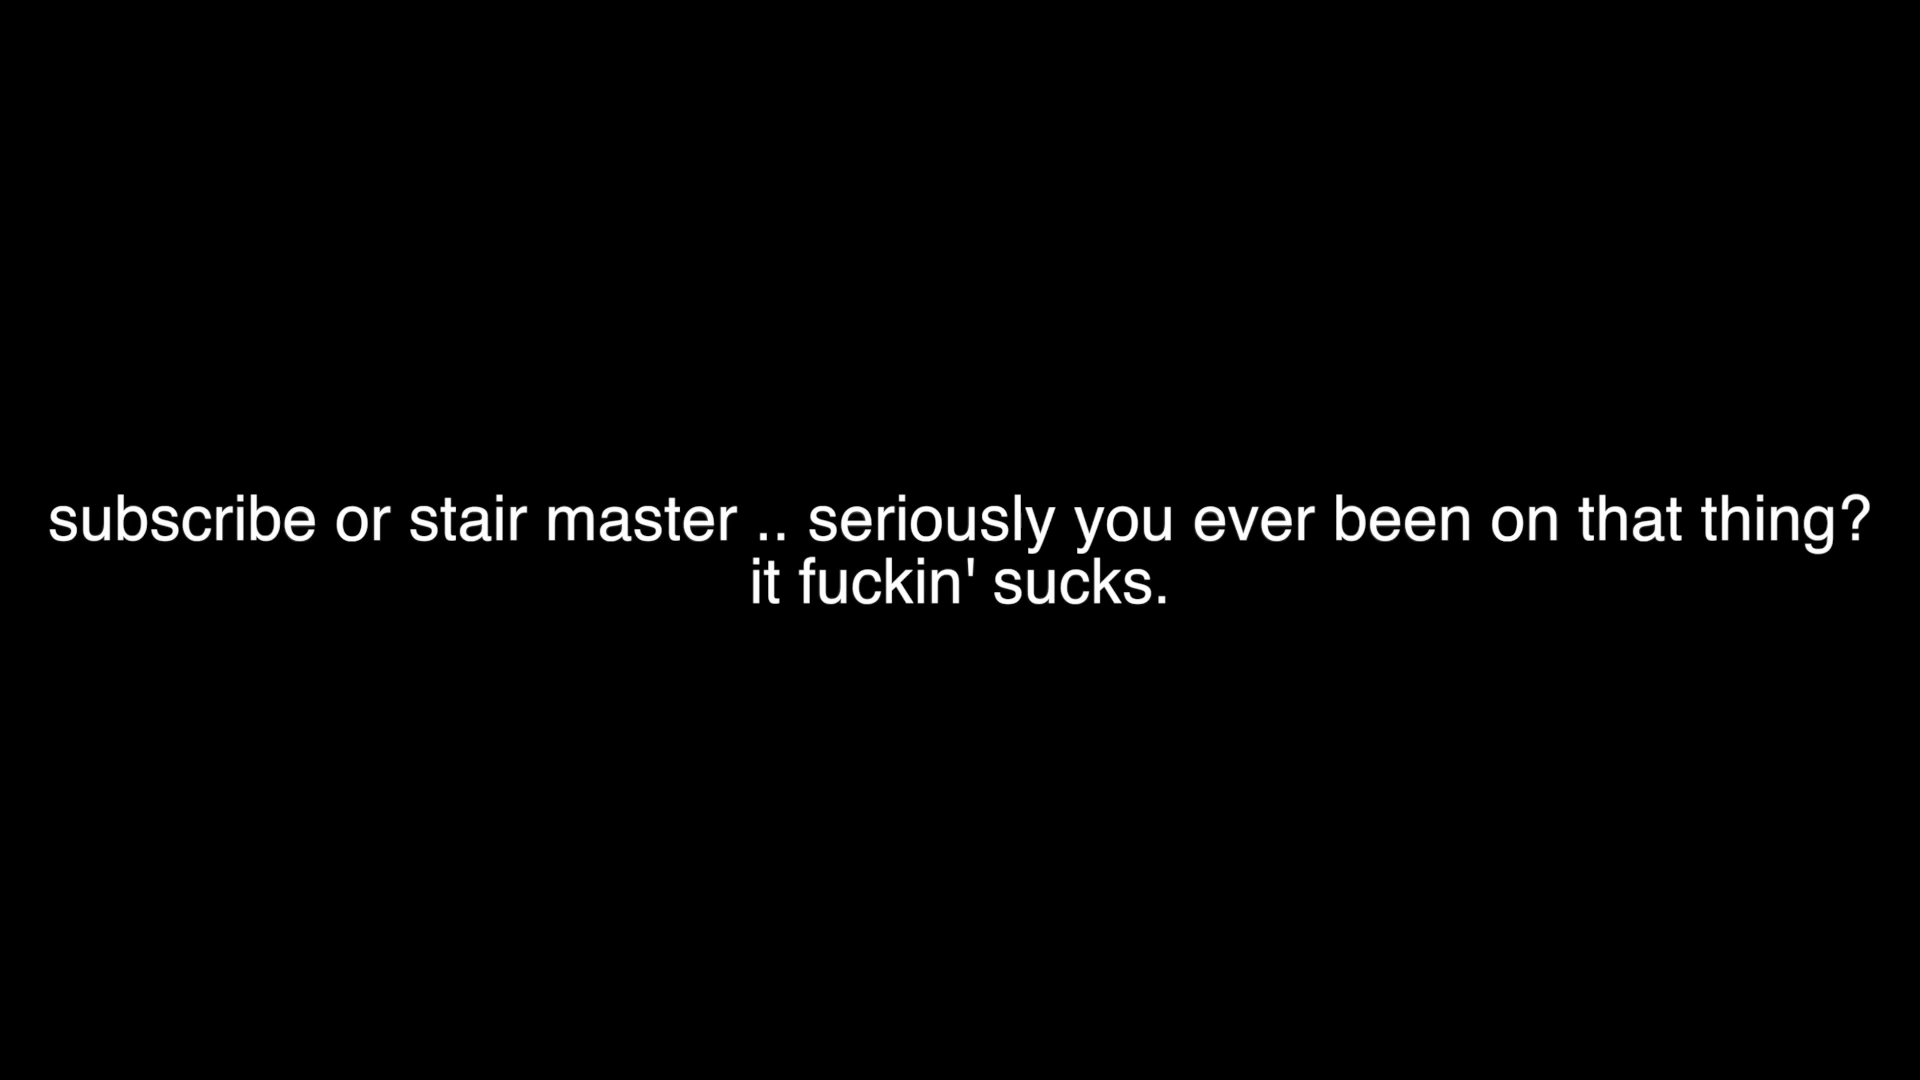 subscribe or stair master .. seriously you ever been on that thing?
it fuckin' sucks.